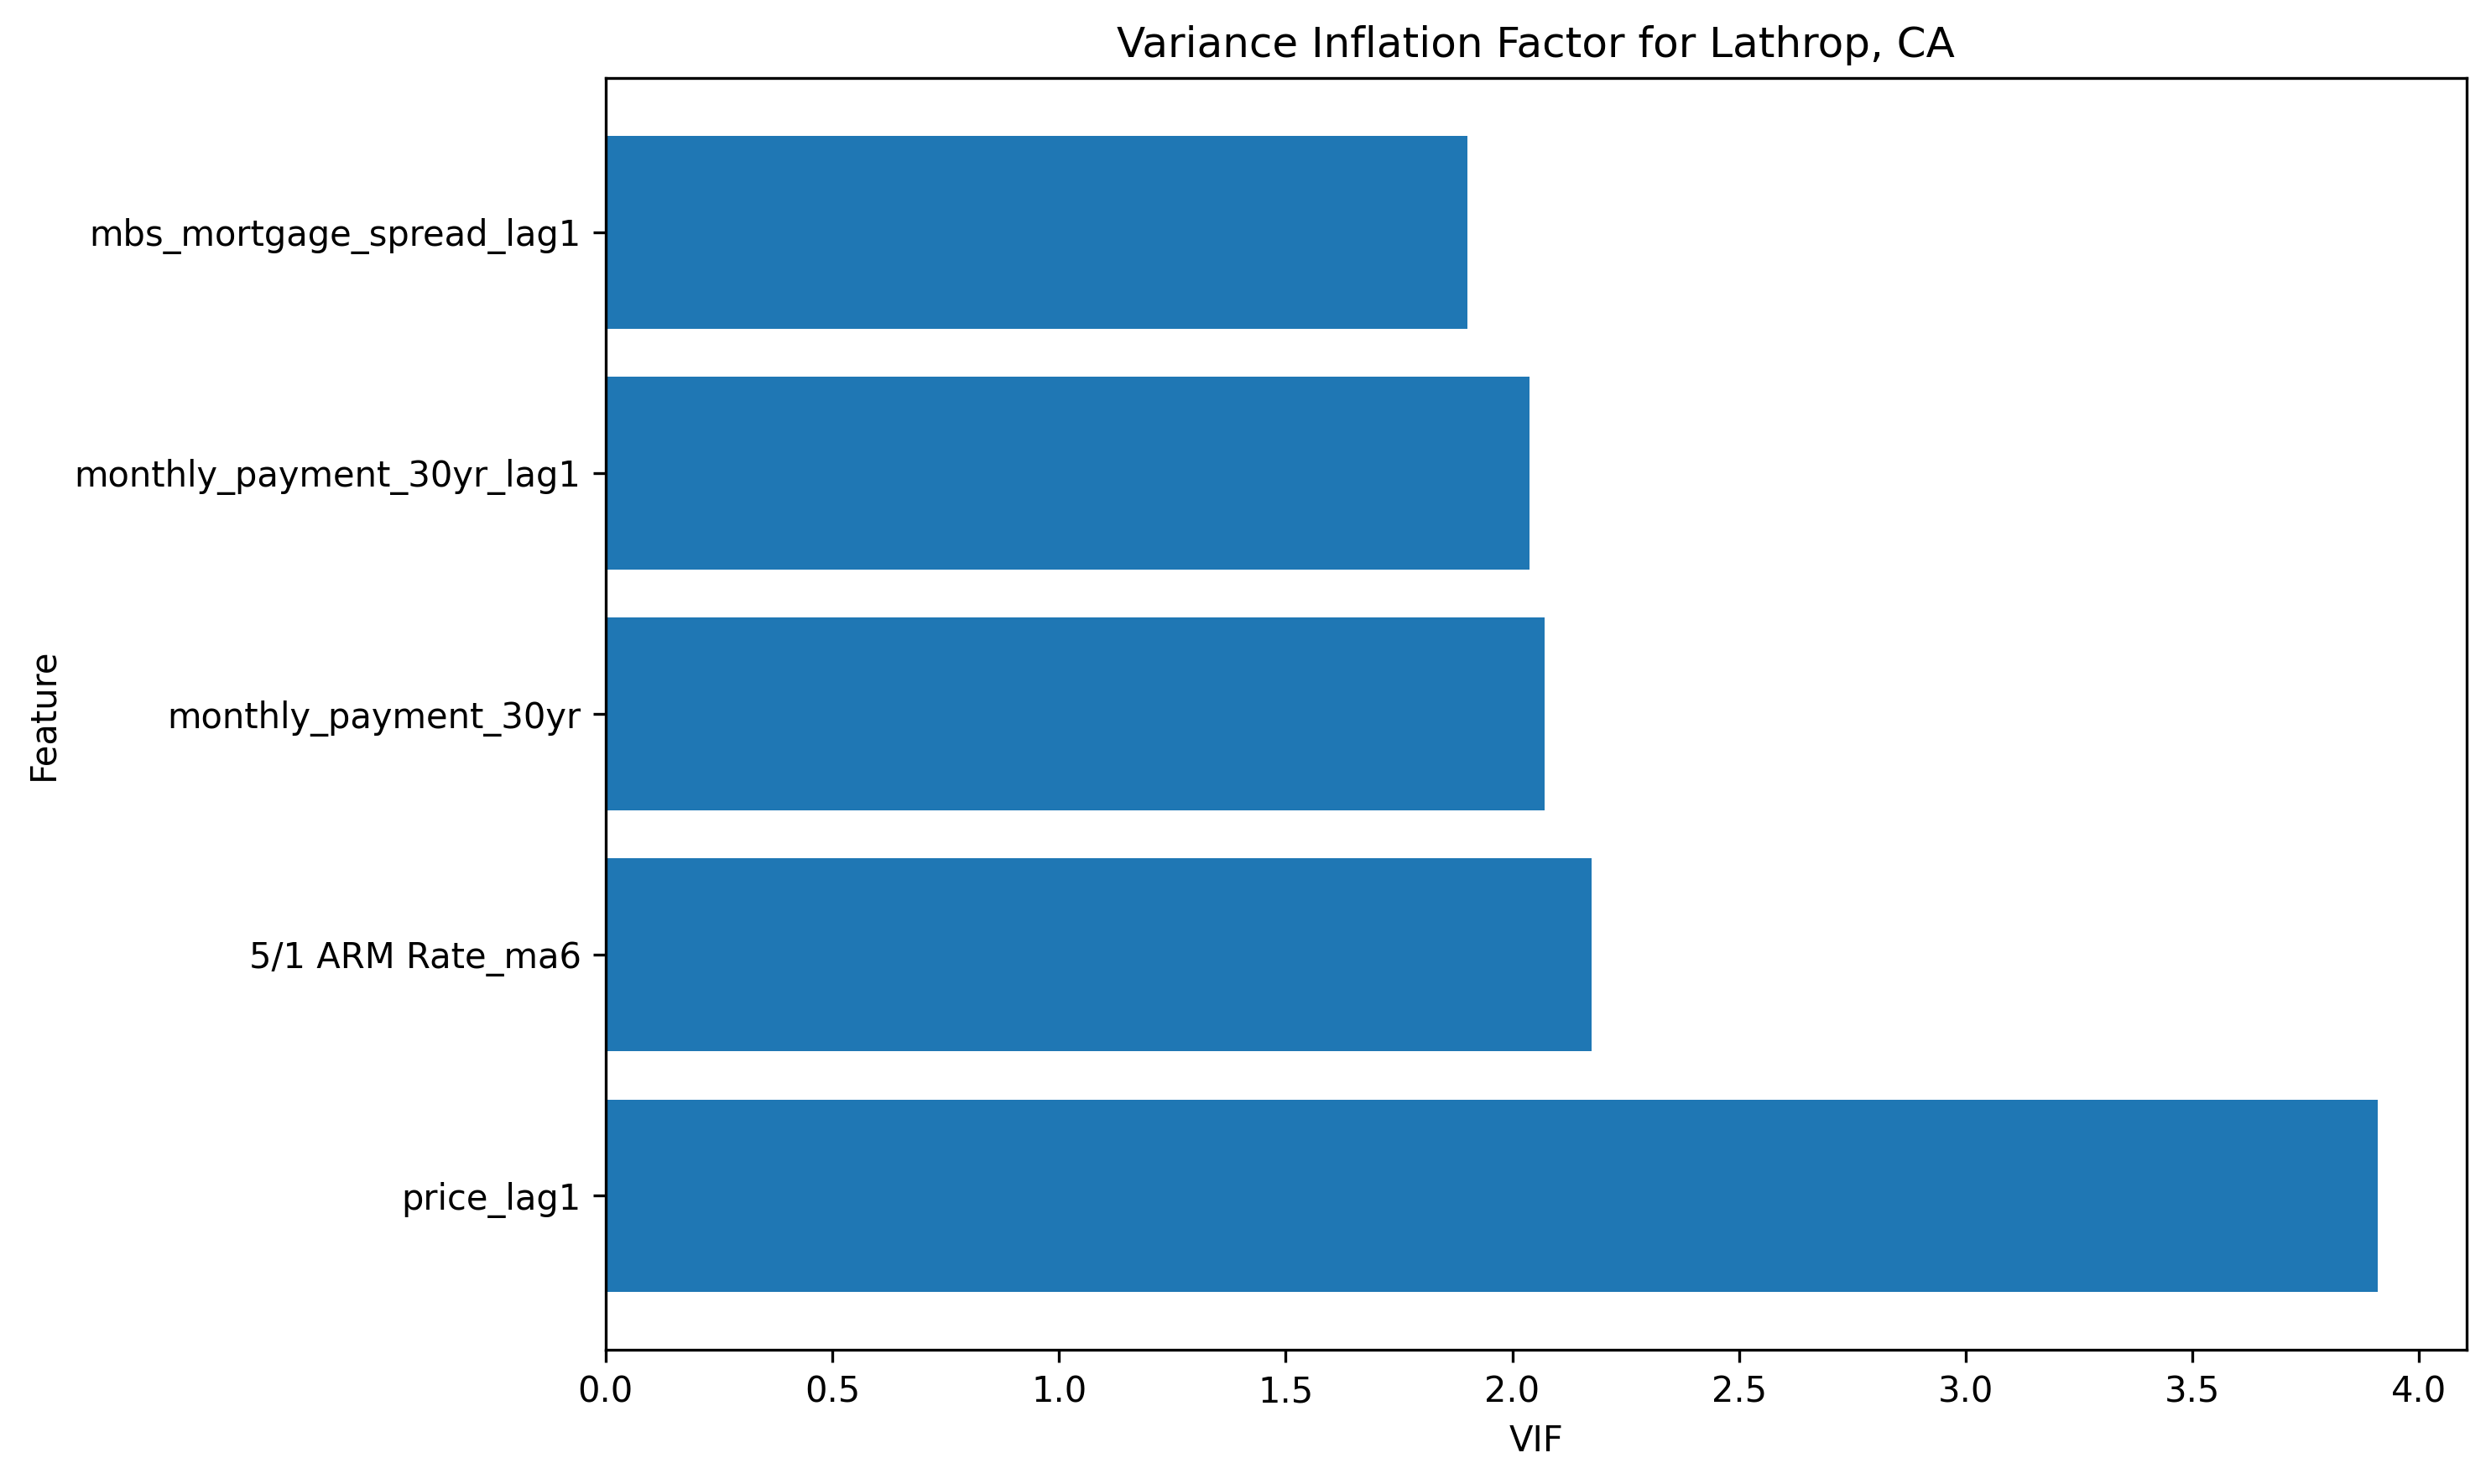 Variance Inflation Factor for Lathrop, CA
mbs_mortgage_spread_lag1
monthly_payment_30yr_lag1
monthly_payment_30yr
5/1 ARM Rate_ma6
price_lag1
Feature
0.0 0.5 1.0 1.5 2.0 2.5 3.0 3.5 4.0
VIF